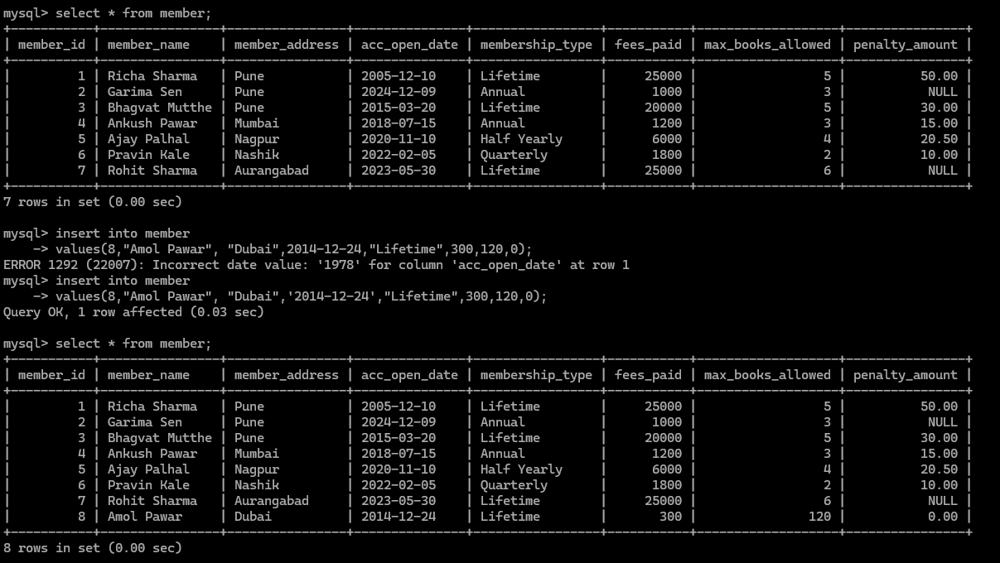 mysql> select * from member;
+-----------+----------------+----------------+---------------+-----------------+-----------+-------------------+----------------+
| member_id | member_name    | member_address | acc_open_date | membership_type | fees_paid | max_books_allowed | penalty_amount |
+-----------+----------------+----------------+---------------+-----------------+-----------+-------------------+----------------+
|         1 | Richa Sharma   | Pune           | 2005-12-10    | Lifetime        |     25000 |                 5 |          50.00 |
|         2 | Garima Sen     | Pune           | 2024-12-09    | Annual          |      1000 |                 3 |           NULL |
|         3 | Bhagvat Mutthe | Pune           | 2015-03-20    | Lifetime        |     20000 |                 5 |          30.00 |
|         4 | Ankush Pawar   | Mumbai         | 2018-07-15    | Annual          |      1200 |                 3 |          15.00 |
|         5 | Ajay Palhal    | Nagpur         | 2020-11-10    | Half Yearly     |      6000 |                 4 |          20.50 |
|         6 | Pravin Kale    | Nashik         | 2022-02-05    | Quarterly       |      1800 |                 2 |          10.00 |
|         7 | Rohit Sharma   | Aurangabad     | 2023-05-30    | Lifetime        |     25000 |                 6 |           NULL |
+-----------+----------------+----------------+---------------+-----------------+-----------+-------------------+----------------+
7 rows in set (0.00 sec)
mysql> insert into member
    -> values(8,"Amol Pawar", "Dubai",2014-12-24,"Lifetime",300,120,0);
ERROR 1292 (22007): Incorrect date value: '1978' for column 'acc_open_date' at row 1
mysql> insert into member
    -> values(8,"Amol Pawar", "Dubai",'2014-12-24',"Lifetime",300,120,0);
Query OK, 1 row affected (0.03 sec)
mysql> select * from member;
+-----------+----------------+----------------+---------------+-----------------+-----------+-------------------+----------------+
| member_id | member_name    | member_address | acc_open_date | membership_type | fees_paid | max_books_allowed | penalty_amount |
+-----------+----------------+----------------+---------------+-----------------+-----------+-------------------+----------------+
|         1 | Richa Sharma   | Pune           | 2005-12-10    | Lifetime        |     25000 |                 5 |          50.00 |
|         2 | Garima Sen     | Pune           | 2024-12-09    | Annual          |      1000 |                 3 |           NULL |
|         3 | Bhagvat Mutthe | Pune           | 2015-03-20    | Lifetime        |     20000 |                 5 |          30.00 |
|         4 | Ankush Pawar   | Mumbai         | 2018-07-15    | Annual          |      1200 |                 3 |          15.00 |
|         5 | Ajay Palhal    | Nagpur         | 2020-11-10    | Half Yearly     |      6000 |                 4 |          20.50 |
|         6 | Pravin Kale    | Nashik         | 2022-02-05    | Quarterly       |      1800 |                 2 |          10.00 |
|         7 | Rohit Sharma   | Aurangabad     | 2023-05-30    | Lifetime        |     25000 |                 6 |           NULL |
|         8 | Amol Pawar     | Dubai          | 2014-12-24    | Lifetime        |       300 |               120 |           0.00 |
+-----------+----------------+----------------+---------------+-----------------+-----------+-------------------+----------------+
8 rows in set (0.00 sec)